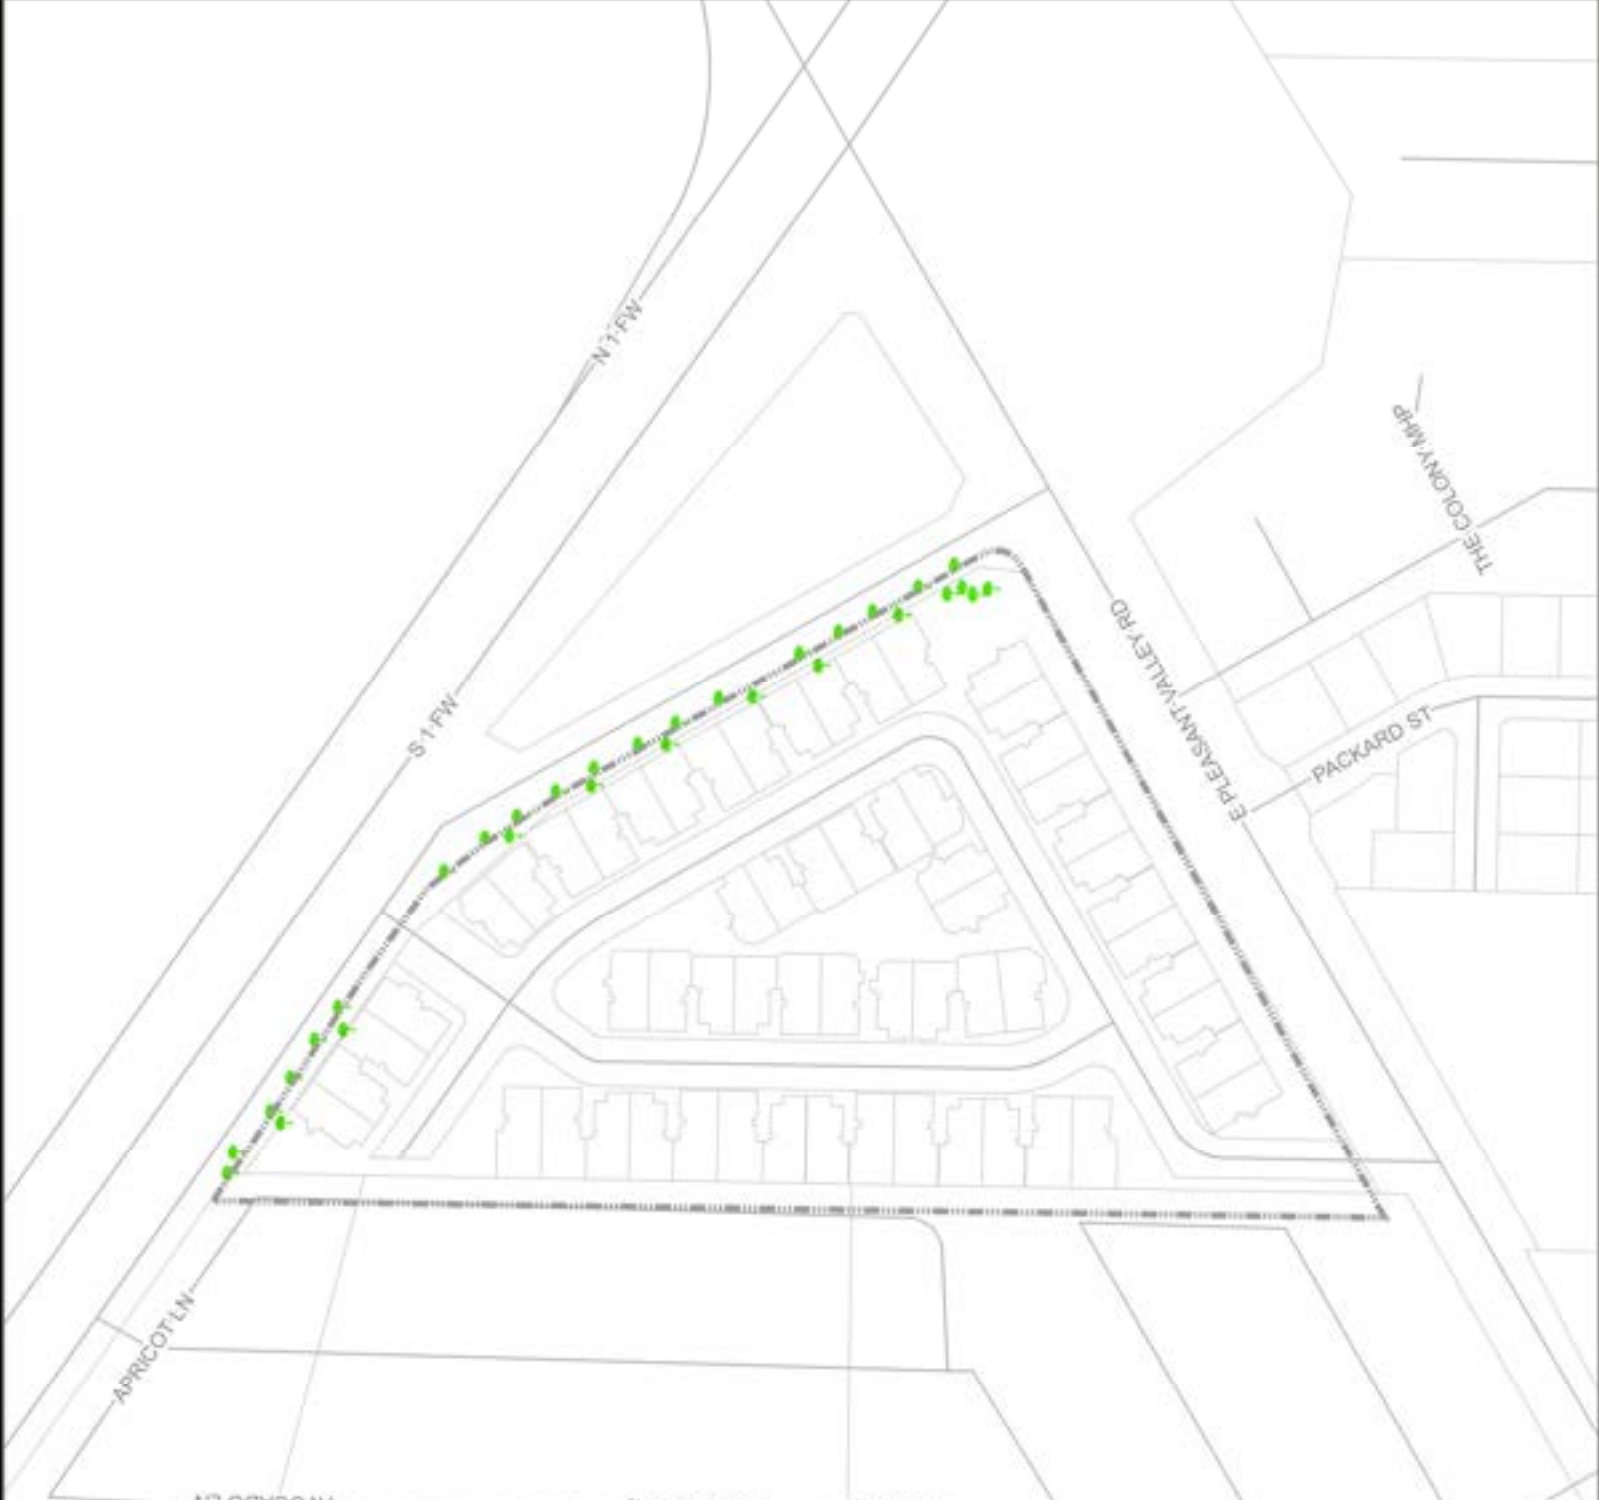 N 1 FW
S 1 FW
THE COLONY MHP
E PLEASANT VALLEY RD
PACKARD ST
APRICOT LN